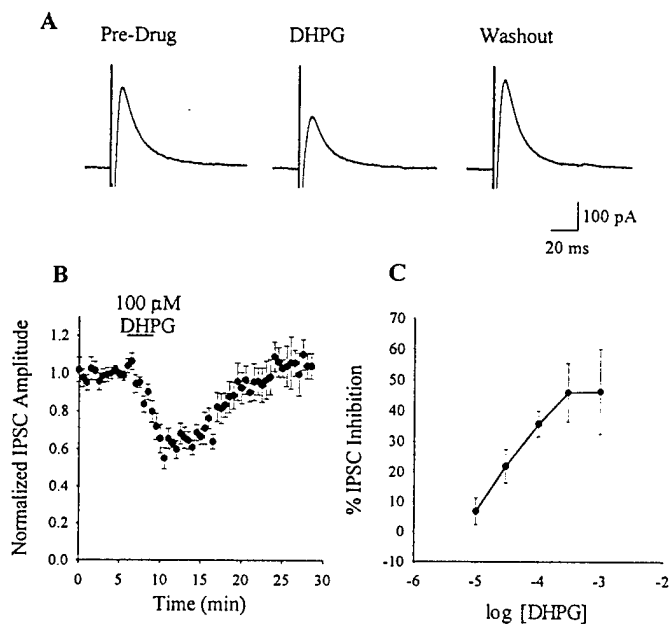 A
Pre-Drug
DHPG
Washout
100 pA
20 ms
B
100 µM
DHPG
Normalized IPSC Amplitude
1.2
1.0
0.8
0.6
0.4
0.2
0.0
0 5 10 15 20 25 30
Time (min)
C
% IPSC Inhibition
70
60
50
40
30
20
10
0
-10
-6 -5 -4 -3 -2
log [DHPG]